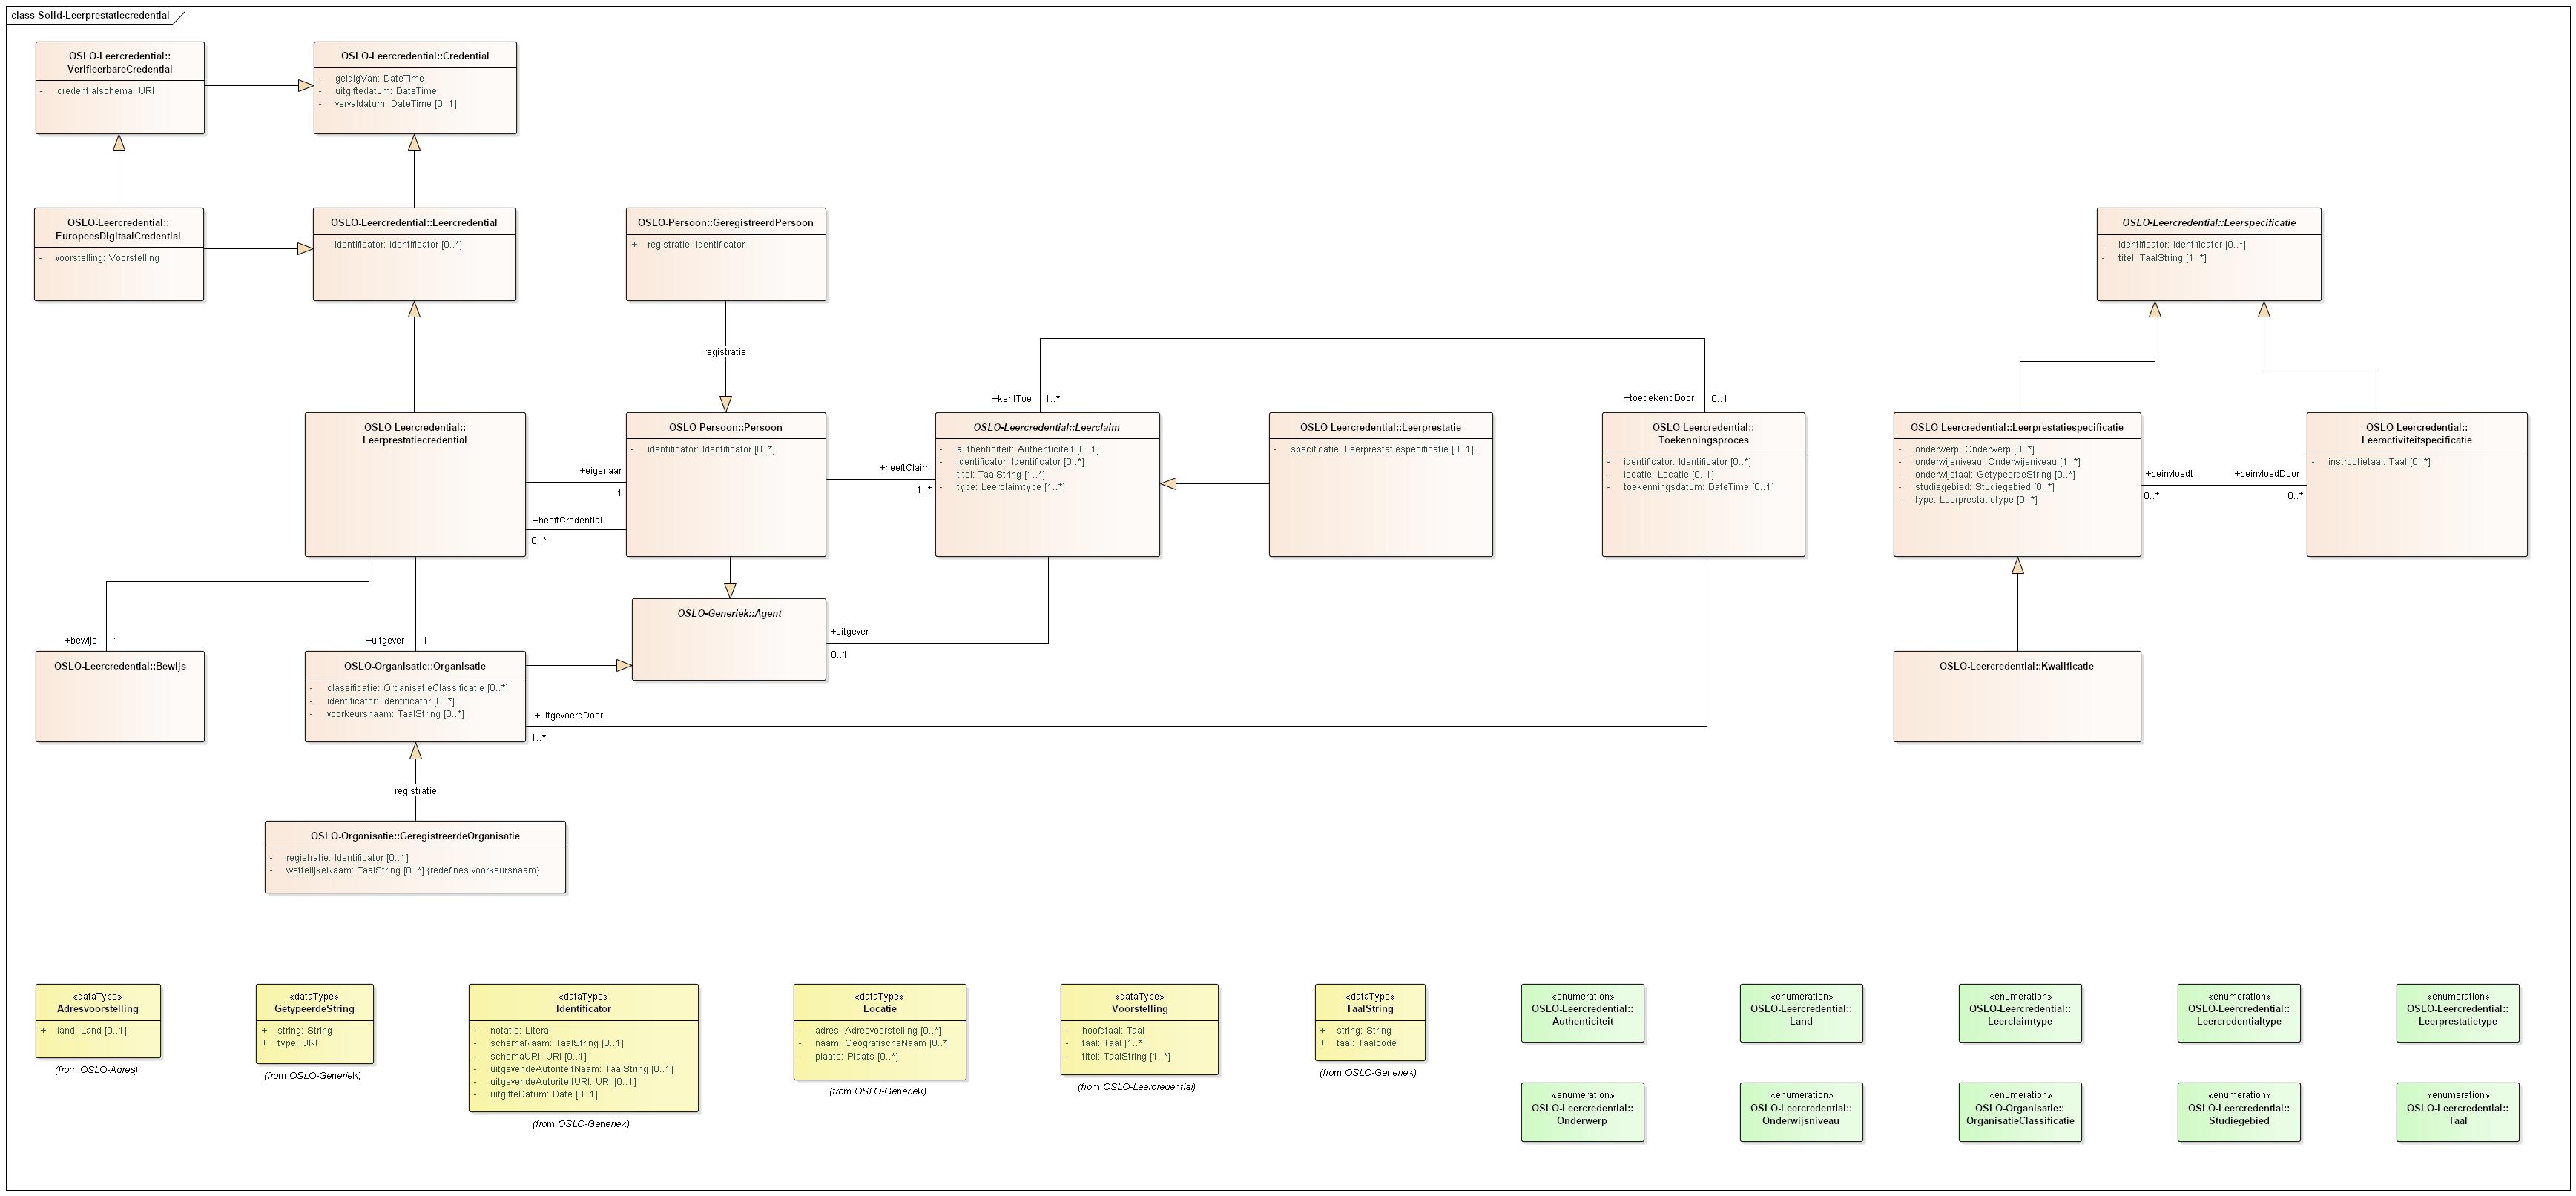 class Solid-Leerprestatiecredential
OSLO-Leercredential::
VerifieerbareCredential
- credentialschema: URI
OSLO-Leercredential::Credential
- geldigVan: DateTime
- uitgiftedatum: DateTime
- vervaldatum: DateTime [0..1]
OSLO-Leercredential::
EuropeesDigitaalCredential
- voorstelling: Voorstelling
OSLO-Leercredential::Leercredential
- identificator: Identificator [0..*]
OSLO-Persoon::GeregistreerdPersoon
+ registratie: Identificator
OSLO-Leercredential::Leerspecificatie
- identificator: Identificator [0..*]
- titel: TaalString [1..*]
registratie
+kentToe
1..*
+toegekendDoor
0..1
OSLO-Leercredential::
Leerprestatiecredential
+eigenaar
1
+heeftCredential
0..*
OSLO-Persoon::Persoon
- identificator: Identificator [0..*]
+heeftClaim
1..*
OSLO-Leercredential::Leerclaim
- authenticiteit: Authenticiteit [0..1]
- identificator: Identificator [0..*]
- titel: TaalString [1..*]
- type: Leerclaimtype [1..*]
OSLO-Leercredential::Leerprestatie
- specificatie: Leerprestatiespecificatie [0..1]
OSLO-Leercredential::
Toekenningsproces
- identificator: Identificator [0..*]
- locatie: Locatie [0..1]
- toekenningsdatum: DateTime [0..1]
OSLO-Leercredential::Leerprestatiespecificatie
- onderwerp: Onderwerp [0..*]
- onderwijsniveau: Onderwijsniveau [1..*]
- onderwijstaal: GetypeerdeString [0..*]
- studiegebied: Studiegebied [0..*]
- type: Leerprestatietype [0..*]
+beinvloedt
0..*
+beinvloedDoor
0..*
OSLO-Leercredential::
Leeractiviteitspecificatie
- instructietaal: Taal [0..*]
+bewijs
1
+uitgever
1
OSLO-Generiek::Agent
+uitgever
0..1
OSLO-Leercredential::Bewijs
OSLO-Organisatie::Organisatie
- classificatie: OrganisatieClassificatie [0..*]
- identificator: Identificator [0..*]
- voorkeursnaam: TaalString [0..*]
+uitgevoerdDoor
1..*
OSLO-Leercredential::Kwalificatie
registratie
OSLO-Organisatie::GeregistreerdeOrganisatie
- registratie: Identificator [0..1]
- wettelijkeNaam: TaalString [0..*] {redefines voorkeursnaam}
«dataType»
Adresvoorstelling
+ land: Land [0..1]
(from OSLO-Adres)
«dataType»
GetypeerdeString
+ string: String
+ type: URI
(from OSLO-Generiek)
«dataType»
Identificator
- notatie: Literal
- schemaNaam: TaalString [0..1]
- schemaURI: URI [0..1]
- uitgevendeAutoriteitNaam: TaalString [0..1]
- uitgevendeAutoriteitURI: URI [0..1]
- uitgifteDatum: Date [0..1]
(from OSLO-Generiek)
«dataType»
Locatie
- adres: Adresvoorstelling [0..*]
- naam: GeografischeNaam [0..*]
- plaats: Plaats [0..*]
(from OSLO-Generiek)
«dataType»
Voorstelling
- hoofdtaal: Taal
- taal: Taal [1..*]
- titel: TaalString [1..*]
(from OSLO-Leercredential)
«dataType»
TaalString
+ string: String
+ taal: Taalcode
(from OSLO-Generiek)
«enumeration»
OSLO-Leercredential::
Authenticiteit
«enumeration»
OSLO-Leercredential::
Land
«enumeration»
OSLO-Leercredential::
Leerclaimtype
«enumeration»
OSLO-Leercredential::
Leercredentialtype
«enumeration»
OSLO-Leercredential::
Leerprestatietype
«enumeration»
OSLO-Leercredential::
Onderwerp
«enumeration»
OSLO-Leercredential::
Onderwijsniveau
«enumeration»
OSLO-Organisatie::
OrganisatieClassificatie
«enumeration»
OSLO-Leercredential::
Studiegebied
«enumeration»
OSLO-Leercredential::
Taal